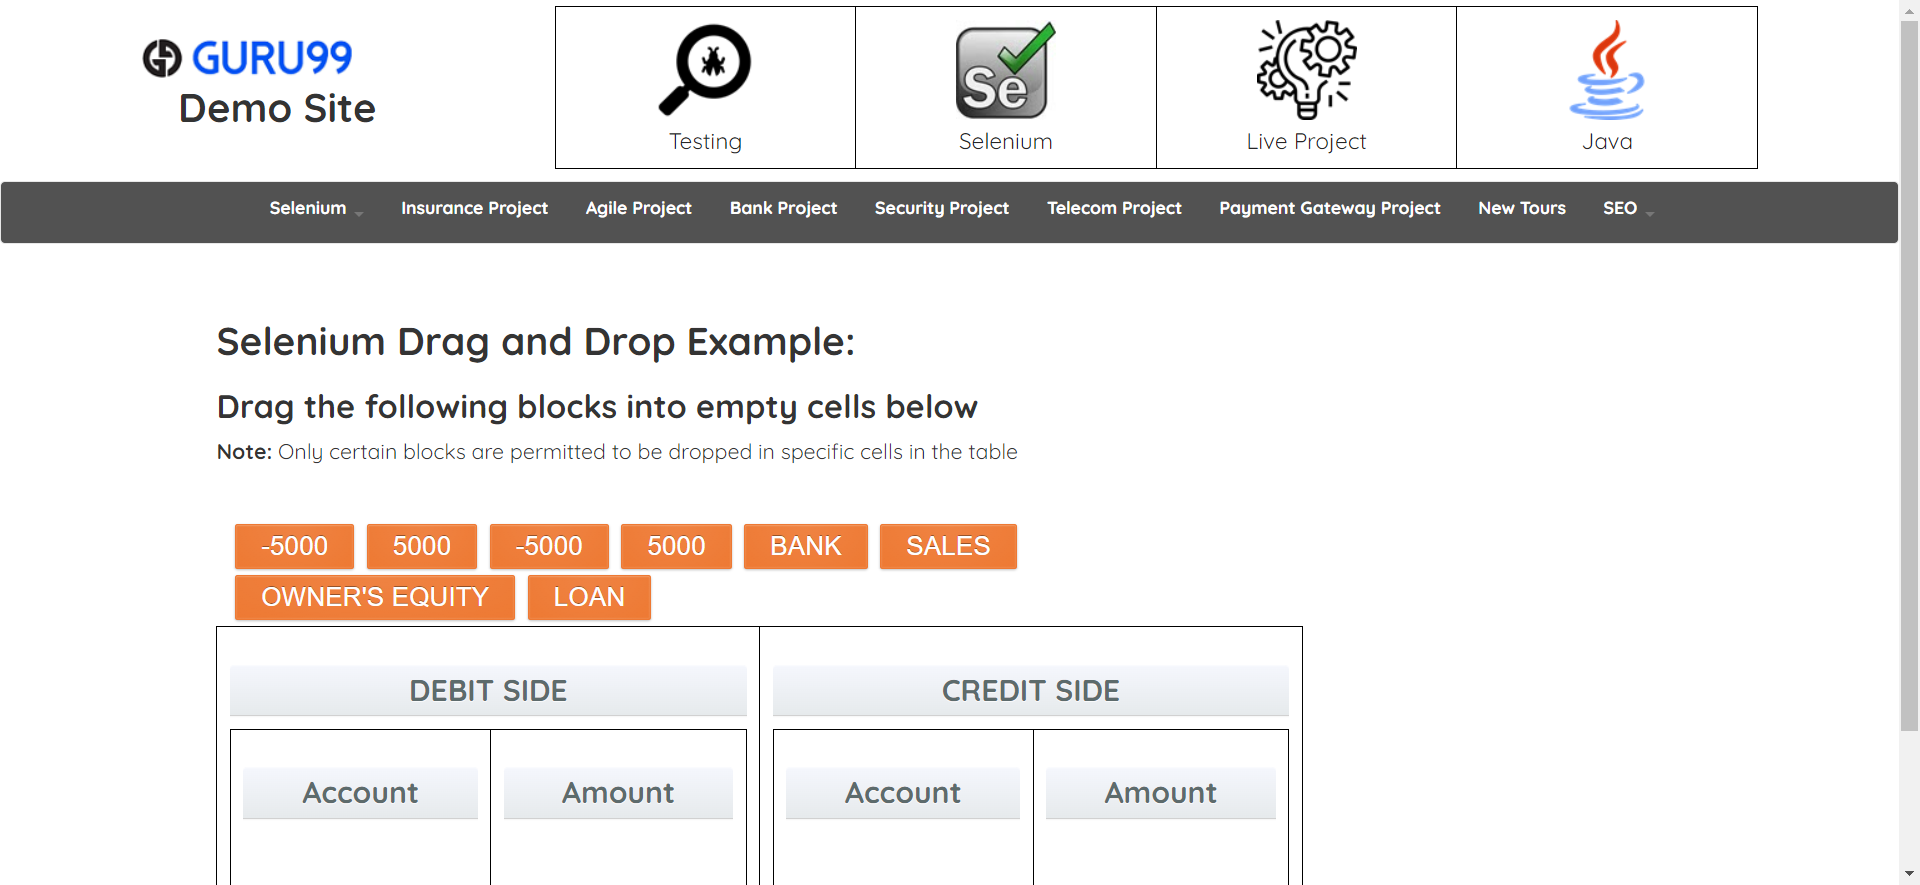 GURU99
Demo Site
Testing
Se
Selenium
Live Project
Java
Selenium Insurance Project Agile Project Bank Project Security Project Telecom Project Payment Gateway Project New Tours SEO
Selenium Drag and Drop Example:
Drag the following blocks into empty cells below
Note: Only certain blocks are permitted to be dropped in specific cells in the table
-5000 5000 -5000 5000 BANK SALES
OWNER'S EQUITY LOAN
DEBIT SIDE CREDIT SIDE
Account Amount Account Amount